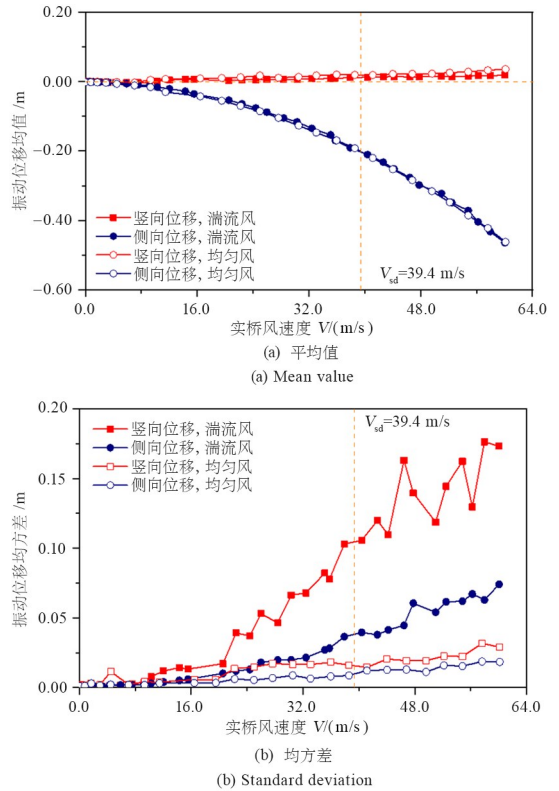 0.20
0.00
−0.20
−0.40
−0.60
振动位移均值 /m
竖向位移, 湍流风
侧向位移, 湍流风
竖向位移, 均匀风
侧向位移, 均匀风
Vsd=39.4 m/s
0.0 16.0 32.0 48.0 64.0
实桥风速度 V/(m/s)
(a) 平均值
(a) Mean value
0.20
0.15
0.10
0.05
0.00
振动位移均方差 /m
Vsd=39.4 m/s
竖向位移, 湍流风
侧向位移, 湍流风
竖向位移, 均匀风
侧向位移, 均匀风
0.0 16.0 32.0 48.0 64.0
实桥风速度 V/(m/s)
(b) 均方差
(b) Standard deviation